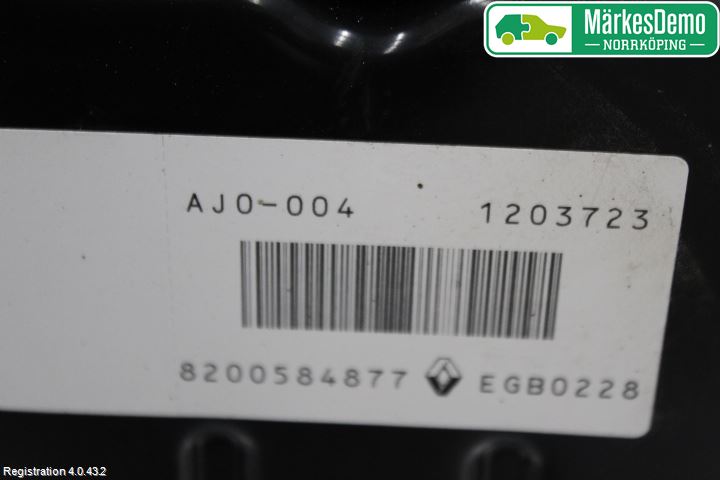 MärkesDemo
NORRKÖPING
AJ0-004 1203723
8200584877 EGB0228
Registration 4.0.43.2